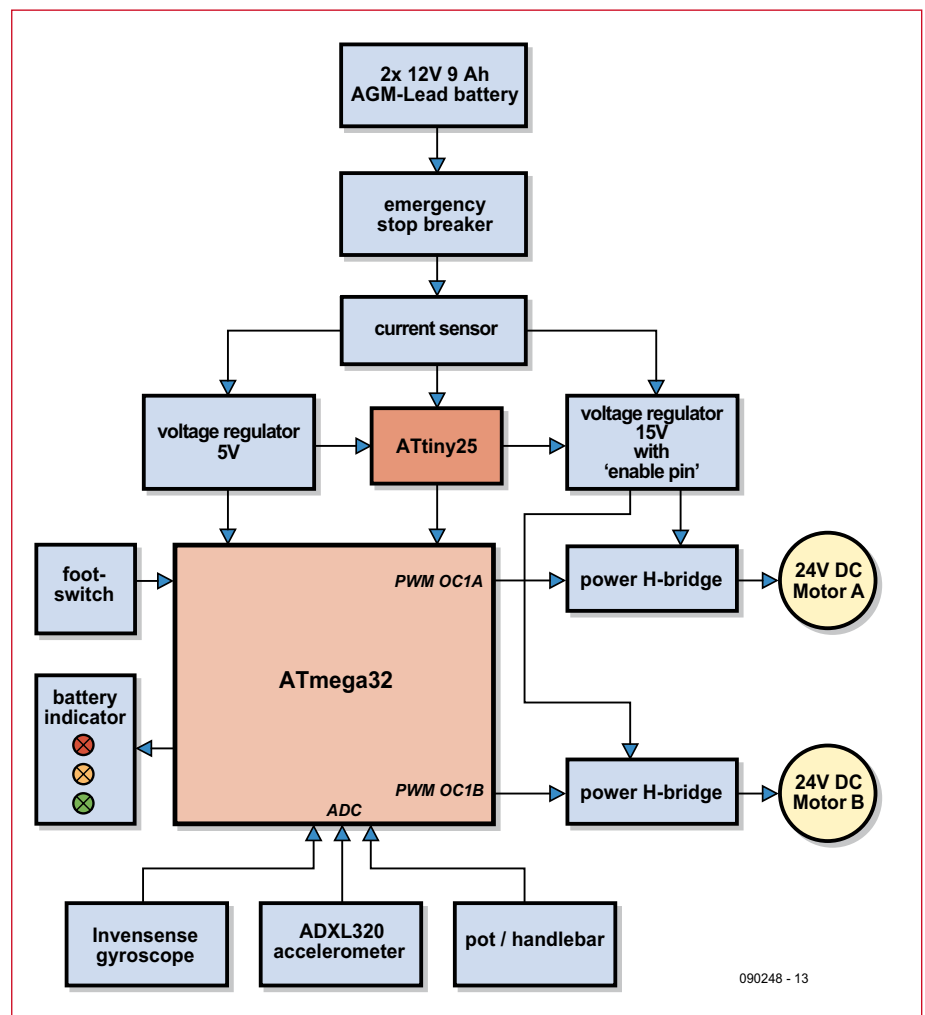 2x 12V 9 Ah
AGM-Lead battery
emergency
stop breaker
current sensor
voltage regulator
5V
ATtiny25
voltage regulator
15V
with
‘enable pin’
foot-
switch
PWM OC1A
power H-bridge
24V DC
Motor A
ATmega32
battery
indicator
PWM OC1B
power H-bridge
24V DC
Motor B
ADC
Invensense
gyroscope
ADXL320
accelerometer
pot / handlebar
090248 - 13